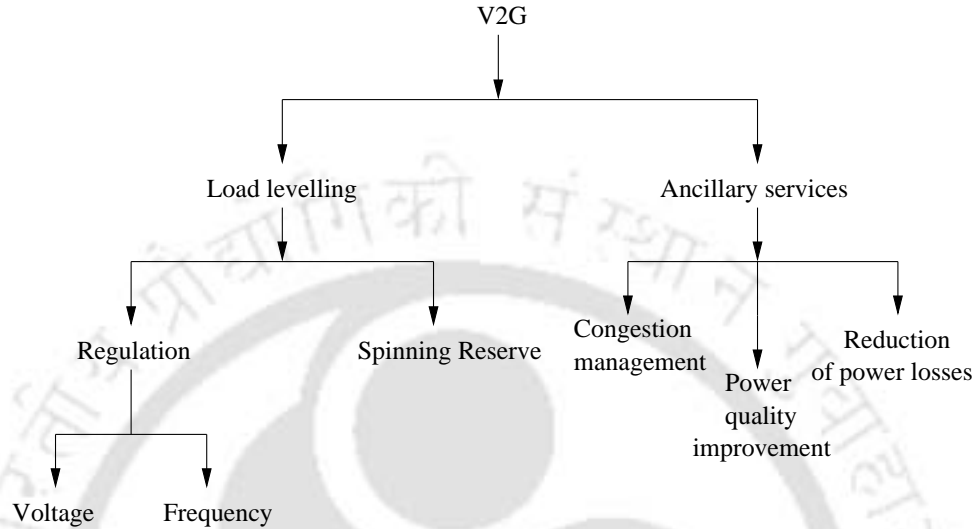 V2G
Load levelling
Ancillary services
Regulation
Spinning Reserve
Congestion
management
Power
quality
improvement
Reduction
of power losses
Voltage
Frequency